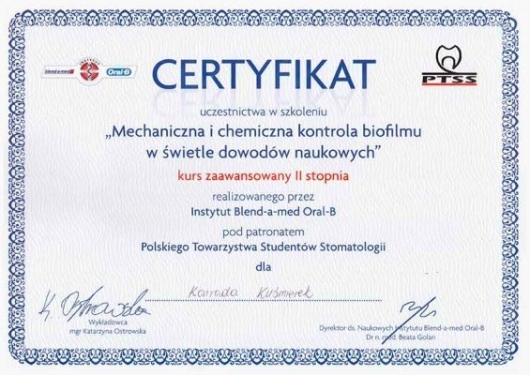 blend-a-med Oral-B
PTSS
CERTYFIKAT
uczestnictwa w szkoleniu
„Mechaniczna i chemiczna kontrola biofilmu
w świetle dowodów naukowych”
kurs zaawansowany II stopnia
realizowanego przez
Instytut Blend-a-med Oral-B
pod patronatem
Polskiego Towarzystwa Studentów Stomatologii
dla
Konrada Kuśmierek
Wykładowca
mgr Katarzyna Ostrowska
Dyrektor ds. Naukowych Instytutu Blend-a-med Oral-B
Dr n. med. Beata Golan